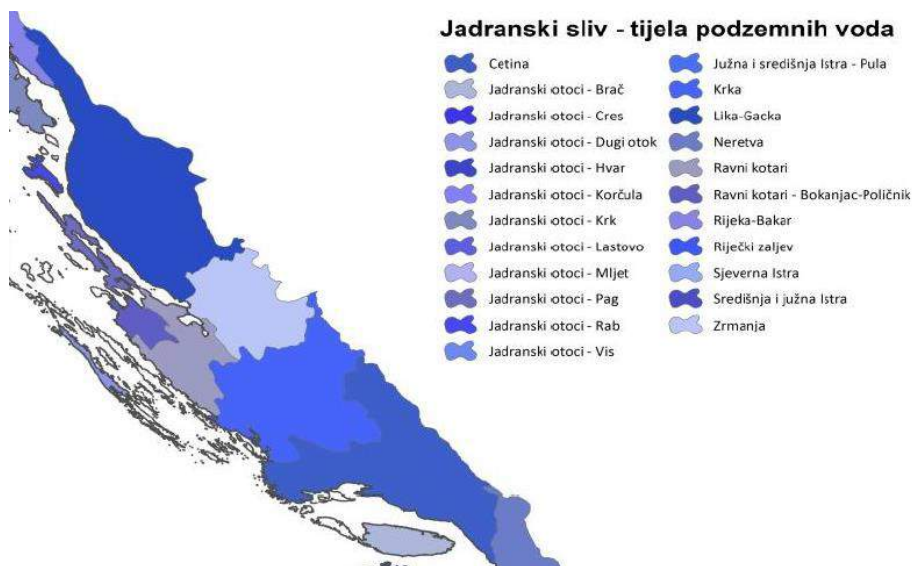 Jadranski sliv - tijela podzemnih voda
Cetina
Jadranski otoci - Brač
Jadranski otoci - Cres
Jadranski otoci - Dugi otok
Jadranski otoci - Hvar
Jadranski otoci - Korčula
Jadranski otoci - Krk
Jadranski otoci - Lastovo
Jadranski otoci - Mljet
Jadranski otoci - Pag
Jadranski otoci - Rab
Jadranski otoci - Vis
Južna i središnja Istra - Pula
Krka
Lika-Gacka
Neretva
Ravni kotari
Ravni kotari - Bokanjac-Poličnik
Rijeka-Bakar
Riječki zaljev
Sjeverna Istra
Središnja i južna Istra
Zrmanja